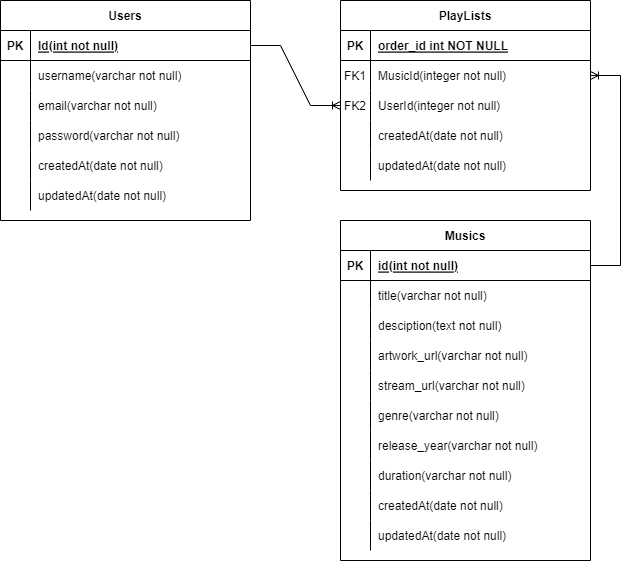 Users
PK Id(int not null)
username(varchar not null)
email(varchar not null)
password(varchar not null)
createdAt(date not null)
updatedAt(date not null)
PlayLists
PK order_id int NOT NULL
FK1 MusicId(integer not null)
FK2 UserId(integer not null)
createdAt(date not null)
updatedAt(date not null)
Musics
PK id(int not null)
title(varchar not null)
desciption(text not null)
artwork_url(varchar not null)
stream_url(varchar not null)
genre(varchar not null)
release_year(varchar not null)
duration(varchar not null)
createdAt(date not null)
updatedAt(date not null)